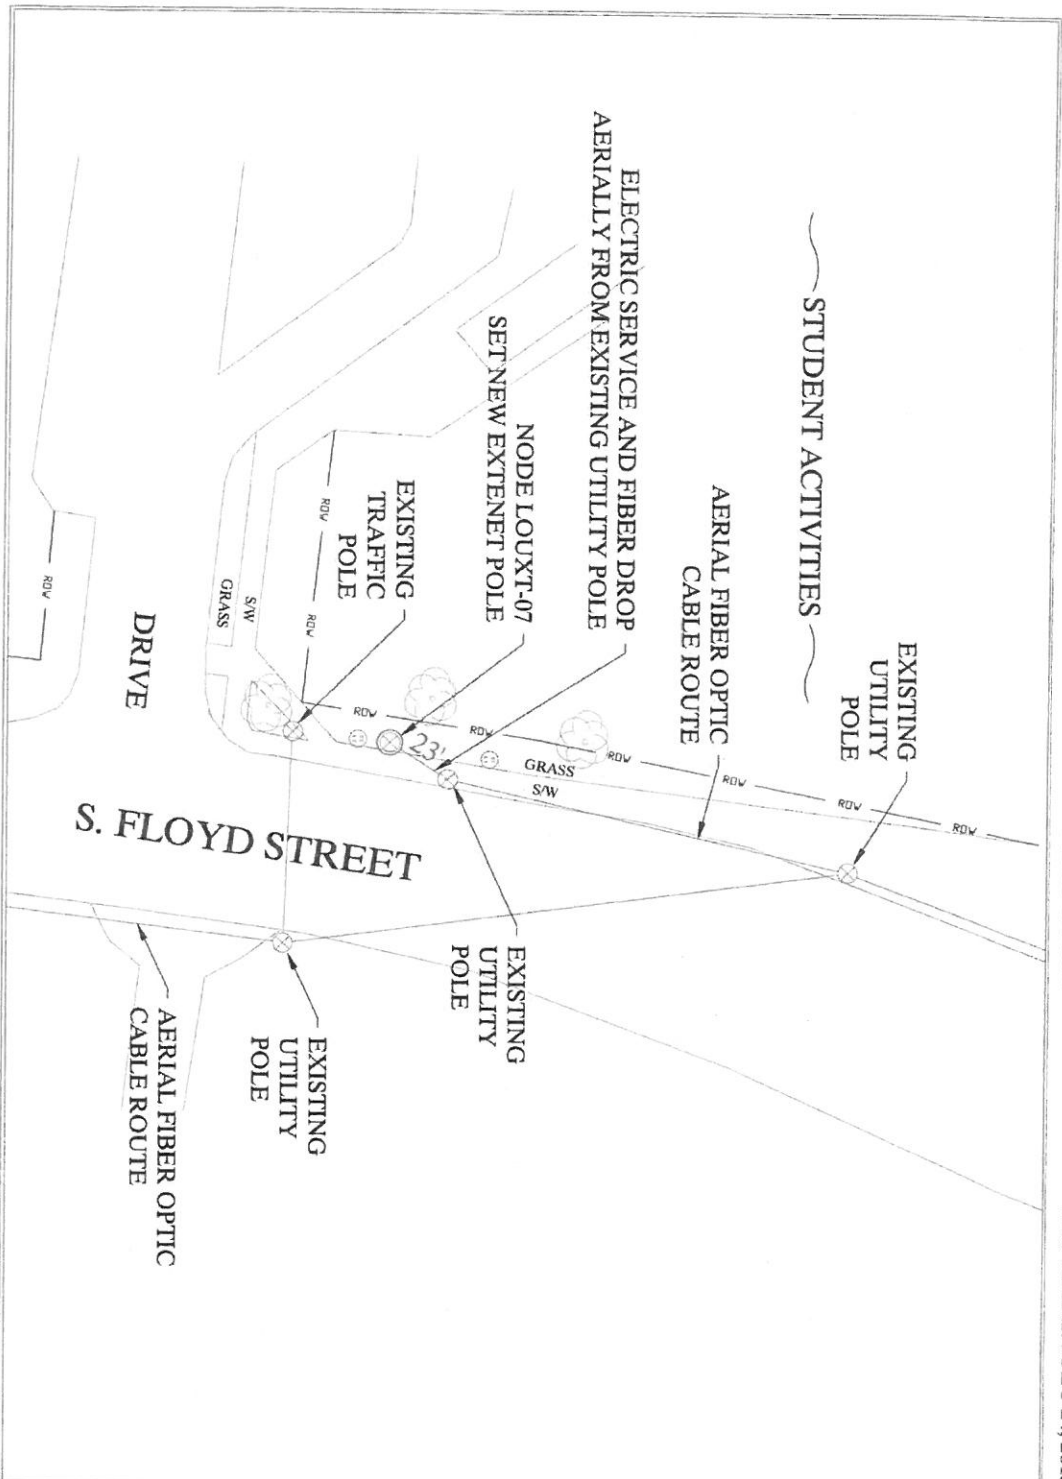 STUDENT ACTIVITIES
EXISTING
UTILITY
POLE
AERIAL FIBER OPTIC
CABLE ROUTE
ELECTRIC SERVICE AND FIBER DROP
AERIALLY FROM EXISTING UTILITY POLE
NODE LOUXT-07
SET NEW EXTENET POLE
EXISTING
TRAFFIC
POLE
ROW
ROW
ROW
ROW
ROW
ROW
ROW
ROW
GRASS
S/W
23'
S/W
GRASS
DRIVE
S. FLOYD STREET
EXISTING
UTILITY
POLE
EXISTING
UTILITY
POLE
AERIAL FIBER OPTIC
CABLE ROUTE